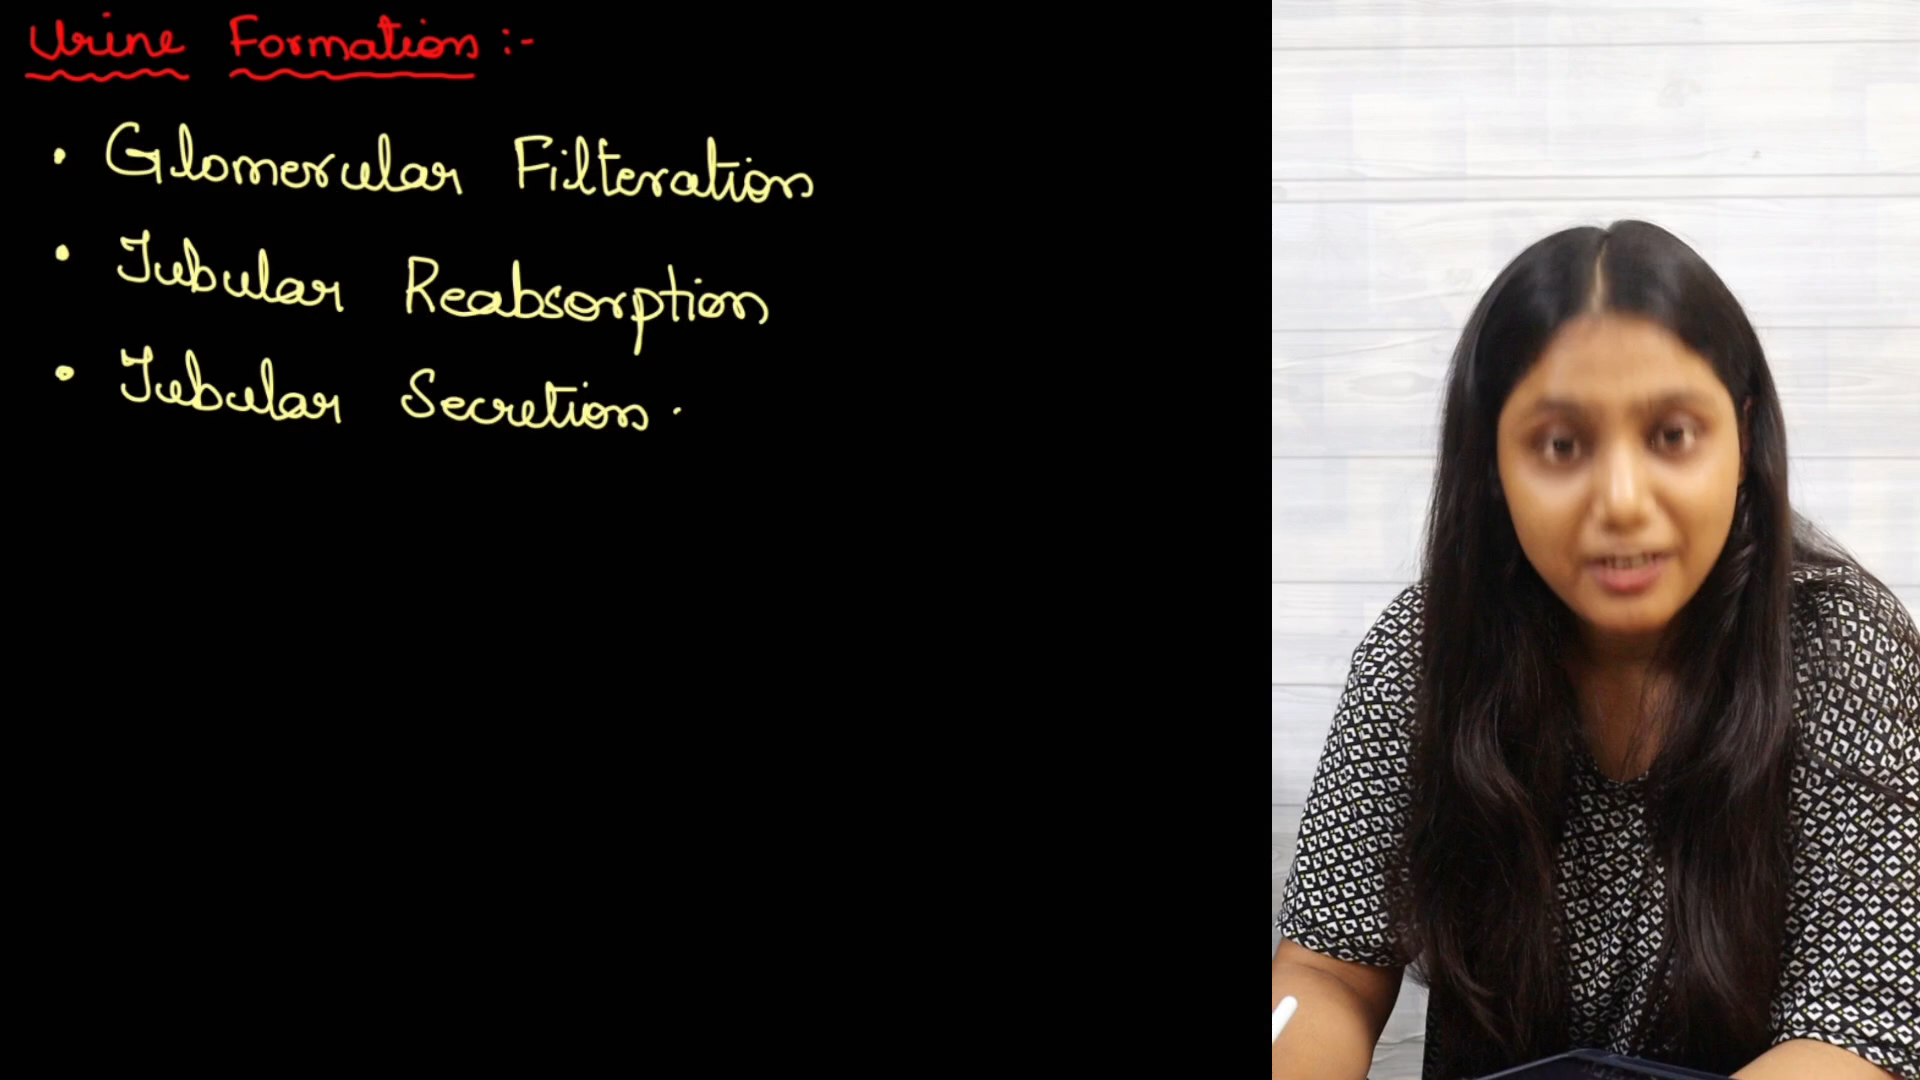 Urine Formation :-
• Glomerular Filteration
• Tubular Reabsorption
• Tubular Secretion.